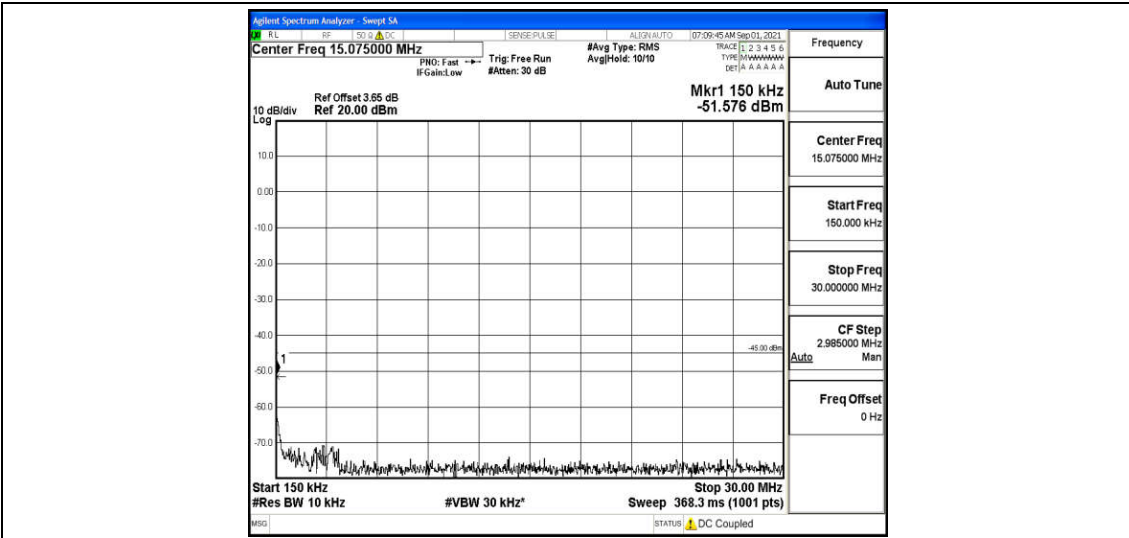 Agilent Spectrum Analyzer - Swept SA
RL RF 50 Ω DC SENSE:PULSE ALIGN AUTO 07:09:45 AM Sep 01, 2021
Center Freq 15.075000 MHz
PNO: Fast
IFGain:Low
Trig: Free Run
#Atten: 30 dB
#Avg Type: RMS
Avg|Hold: 10/10
TRACE 1 2 3 4 5 6
TYPE M W W W W W
DET A A A A A A
Ref Offset 3.65 dB
10 dB/div Ref 20.00 dBm
Log
Mkr1 150 kHz
-51.576 dBm
10.0
0.00
-10.0
-20.0
-30.0
-40.0
-45.00 dBm
1
-50.0
-60.0
-70.0
Start 150 kHz Stop 30.00 MHz
#Res BW 10 kHz #VBW 30 kHz* Sweep 368.3 ms (1001 pts)
MSG STATUS DC Coupled
Frequency
Auto Tune
Center Freq
15.075000 MHz
Start Freq
150.000 kHz
Stop Freq
30.000000 MHz
CF Step
2.985000 MHz
Auto Man
Freq Offset
0 Hz